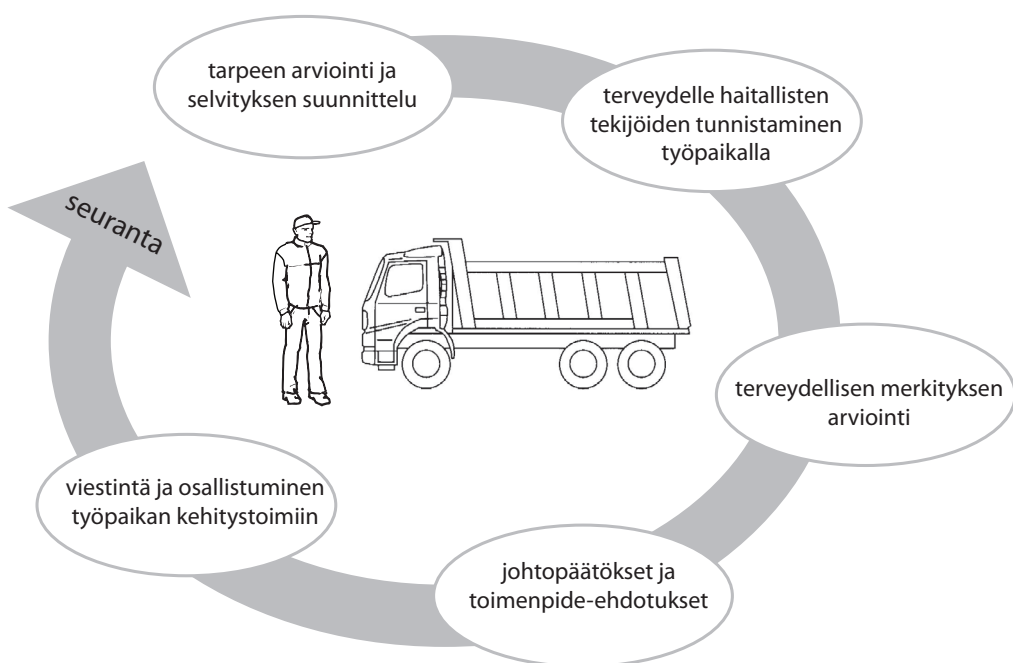 tarpeen arviointi ja
selvityksen suunnittelu
terveydelle haitallisten
tekijöiden tunnistaminen
työpaikalla
terveydellisen merkityksen
arviointi
johtopäätökset ja
toimenpide-ehdotukset
viestintä ja osallistuminen
työpaikan kehitystoimiin
seuranta